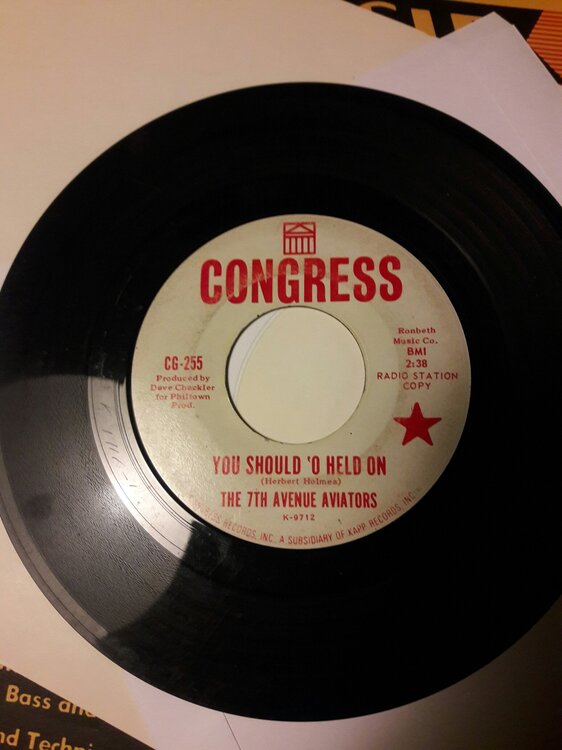 CONGRESS
CG-255
Produced by
Dave Chackler
for Philtown
Prod.
Ronbeth
Music Co.
BMI
2:38
RADIO STATION
COPY
YOU SHOULD 'O HELD ON
(Herbert Holmes)
THE 7TH AVENUE AVIATORS
K-9712
CONGRESS RECORDS, INC., A SUBSIDIARY OF KAPP RECORDS, INC.
Bass and
nd Techni